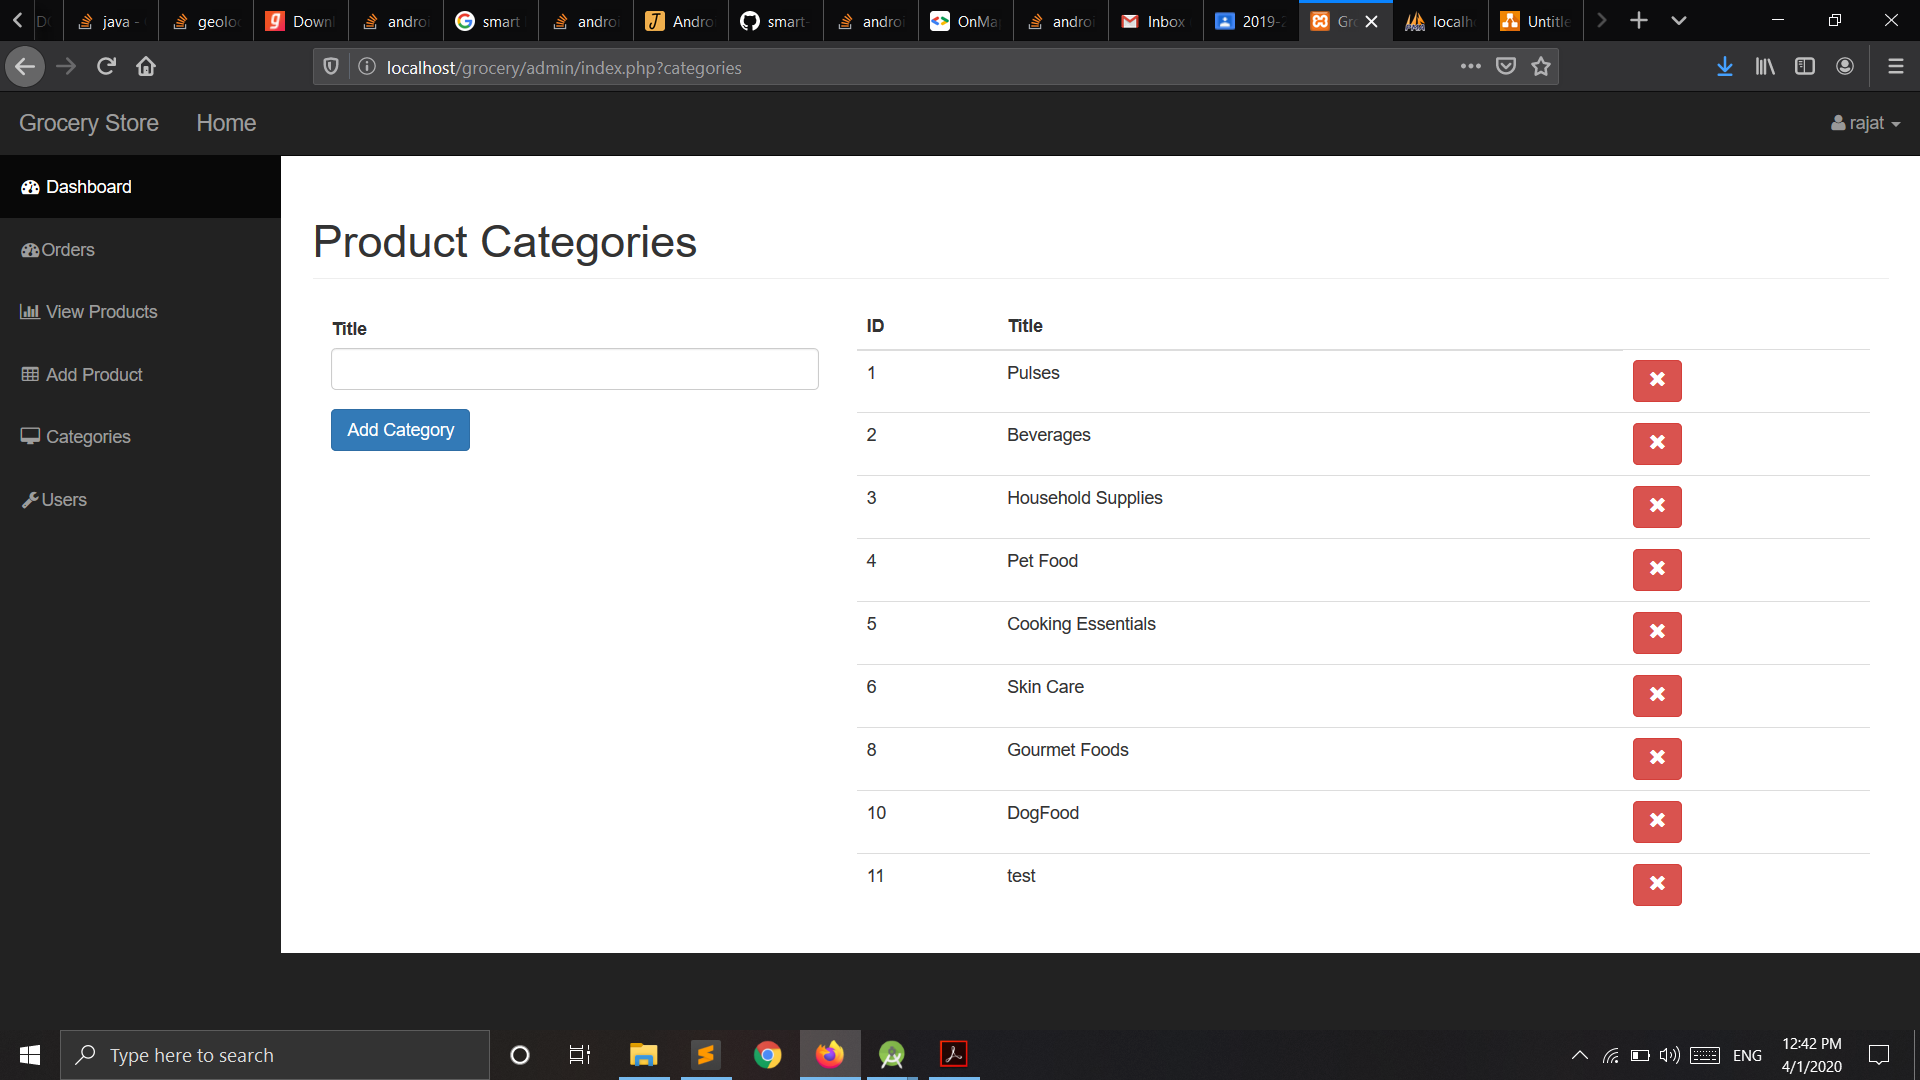 java -
geoloc
Downl
androi
smart
androi
Andro
smart-
androi
OnMa
androi
Inbox
2019-2
Gr
localh
Untitle
localhost/grocery/admin/index.php?categories
Grocery Store Home rajat
Dashboard
Orders
View Products
Add Product
Categories
Users
Product Categories
Title
Add Category
ID Title
1 Pulses
2 Beverages
3 Household Supplies
4 Pet Food
5 Cooking Essentials
6 Skin Care
8 Gourmet Foods
10 DogFood
11 test
Type here to search
ENG
12:42 PM
4/1/2020